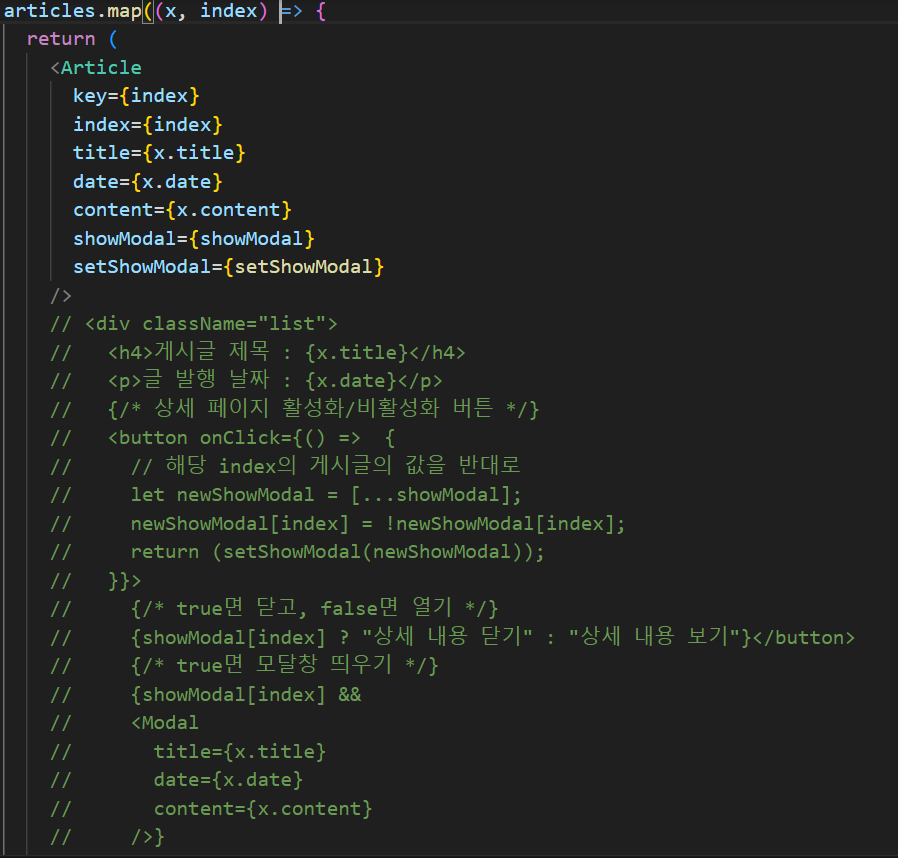 articles.map((x, index) => {
  return (
    <Article
      key={index}
      index={index}
      title={x.title}
      date={x.date}
      content={x.content}
      showModal={showModal}
      setShowModal={setShowModal}
    />
    // <div className="list">
    //   <h4>게시글 제목 : {x.title}</h4>
    //   <p>글 발행 날짜 : {x.date}</p>
    //   {/* 상세 페이지 활성화/비활성화 버튼 */}
    //   <button onClick={() =>  {
    //     // 해당 index의 게시글의 값을 반대로
    //     let newShowModal = [...showModal];
    //     newShowModal[index] = !newShowModal[index];
    //     return (setShowModal(newShowModal));
    //   }}>
    //     {/* true면 닫고, false면 열기 */}
    //     {showModal[index] ? "상세 내용 닫기" : "상세 내용 보기"}</button>
    //     {/* true면 모달창 띄우기 */}
    //     {showModal[index] &&
    //     <Modal
    //       title={x.title}
    //       date={x.date}
    //       content={x.content}
    //     />}